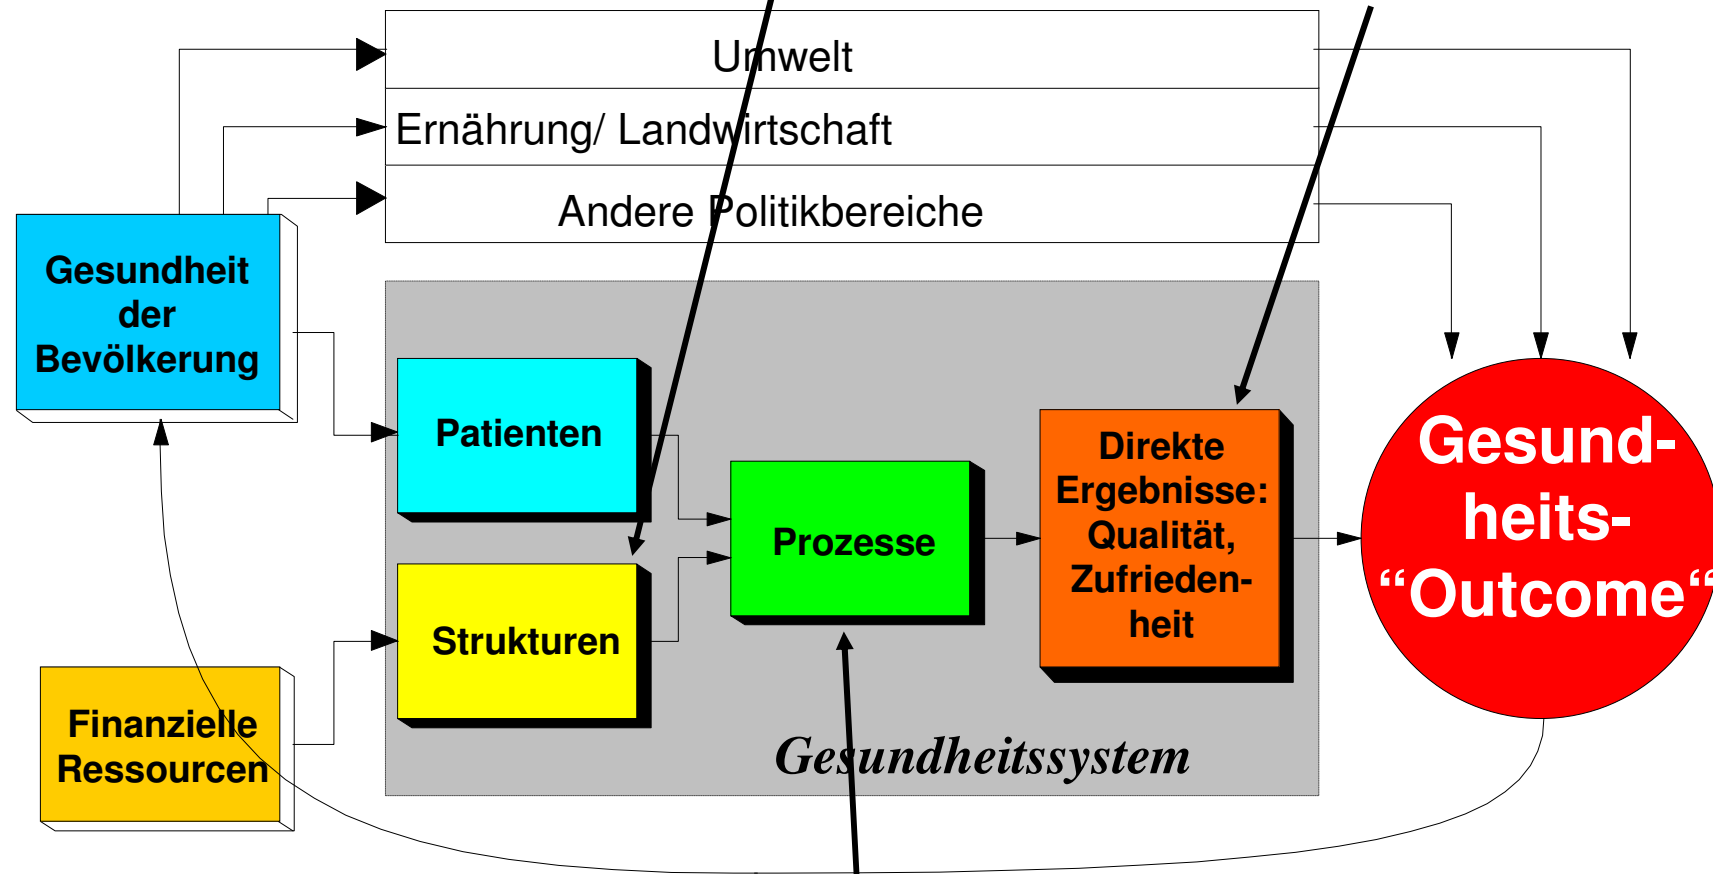 Umwelt
Ernährung/ Landwirtschaft
Andere Politikbereiche
Gesundheit
der
Bevölkerung
Patienten
Strukturen
Finanzielle
Ressourcen
Prozesse
Direkte
Ergebnisse:
Qualität,
Zufrieden-
heit
Gesund-
heits-
“Outcome“
Gesundheitssystem